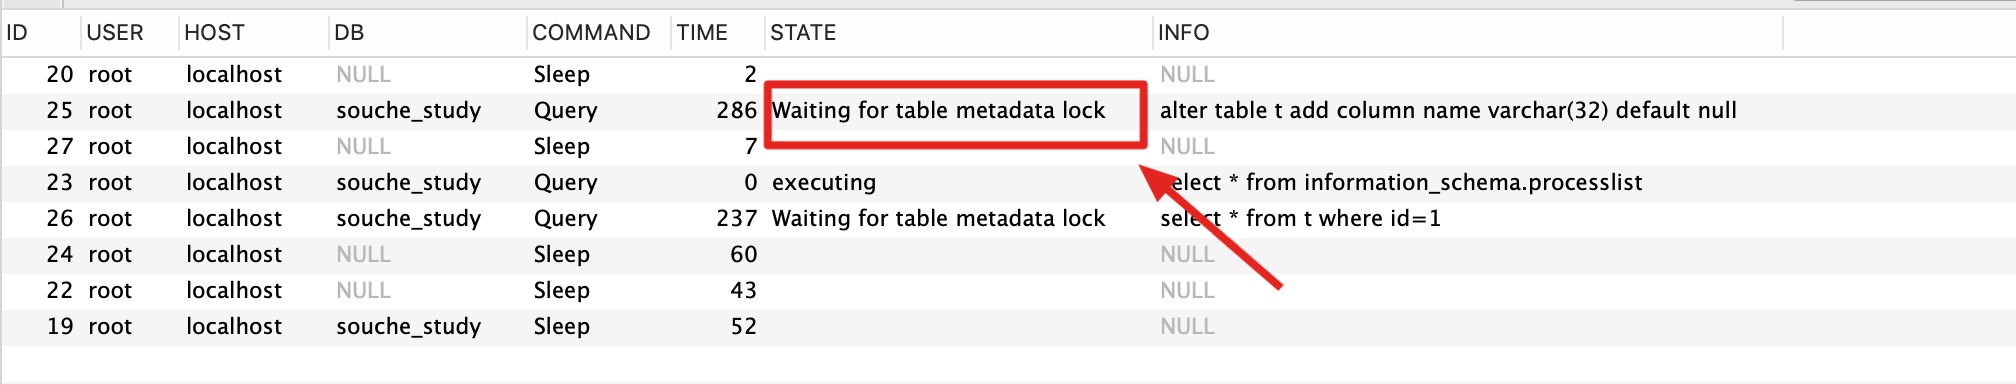 ID USER HOST DB COMMAND TIME STATE INFO
20 root localhost NULL Sleep 2 NULL
25 root localhost souche_study Query 286 Waiting for table metadata lock alter table t add column name varchar(32) default null
27 root localhost NULL Sleep 7 NULL
23 root localhost souche_study Query 0 executing select * from information_schema.processlist
26 root localhost souche_study Query 237 Waiting for table metadata lock select * from t where id=1
24 root localhost NULL Sleep 60 NULL
22 root localhost NULL Sleep 43 NULL
19 root localhost souche_study Sleep 52 NULL